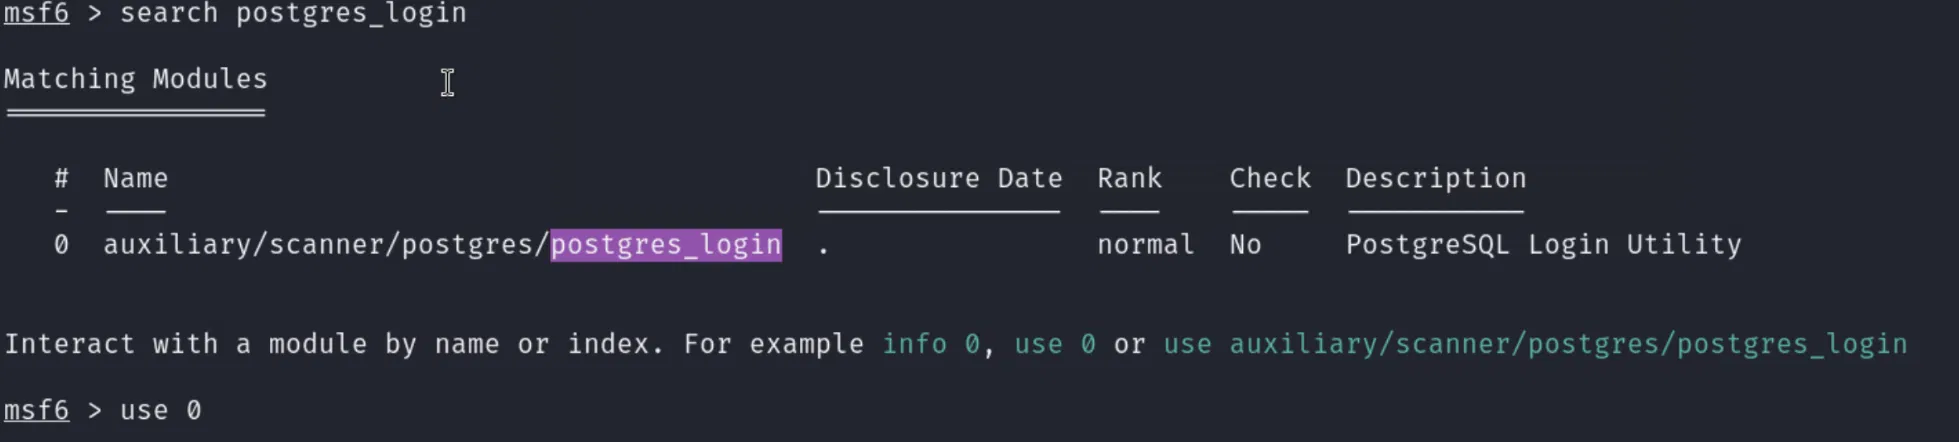 msf6 > search postgres_login
Matching Modules
# Name Disclosure Date Rank Check Description
- ---- --------------- ---- ----- -----------
0 auxiliary/scanner/postgres/postgres_login . normal No PostgreSQL Login Utility
Interact with a module by name or index. For example info 0, use 0 or use auxiliary/scanner/postgres/postgres_login
msf6 > use 0